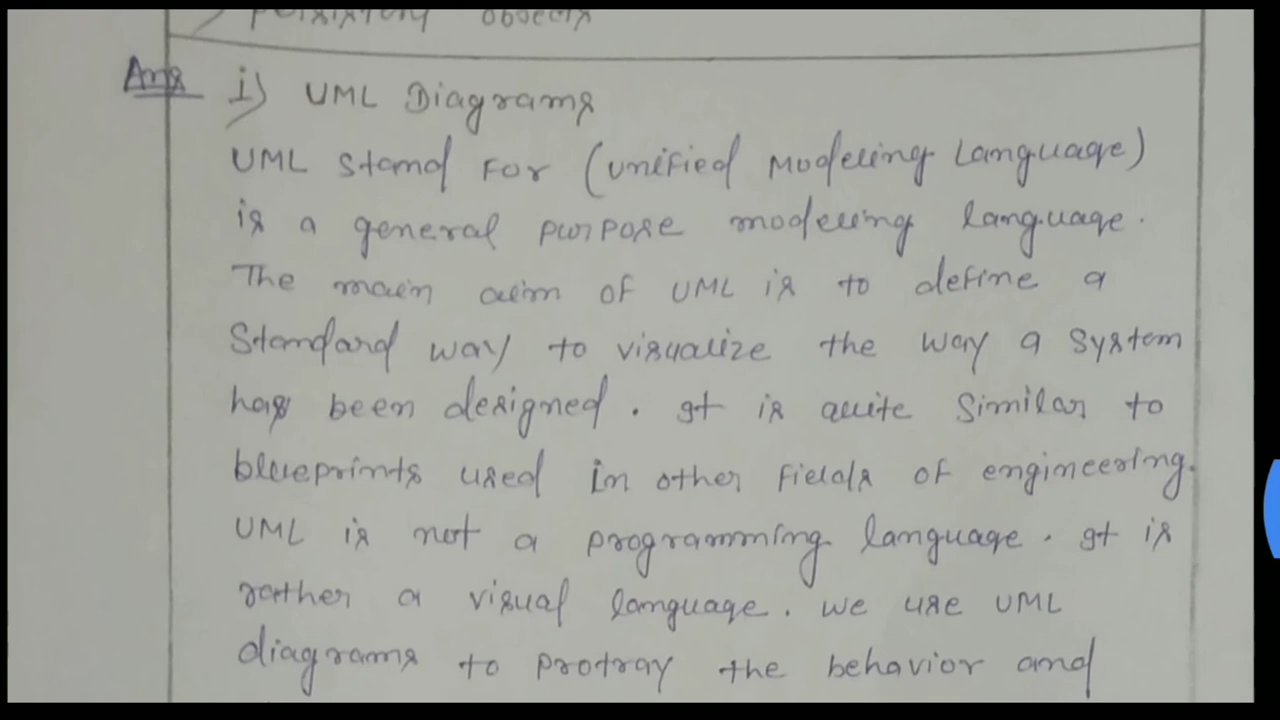 persistent objects
Ans i) UML Diagrams
UML Stand For (Unified Modeling Language)
is a general purpose modeling language.
The main aim of UML is to define a
Standard way to visualize the way a system
has been designed. It is quite Similar to
blueprints used in other Fields of engineering.
UML is not a programming language. It is
rather a visual language. we use UML
diagrams to protray the behavior and